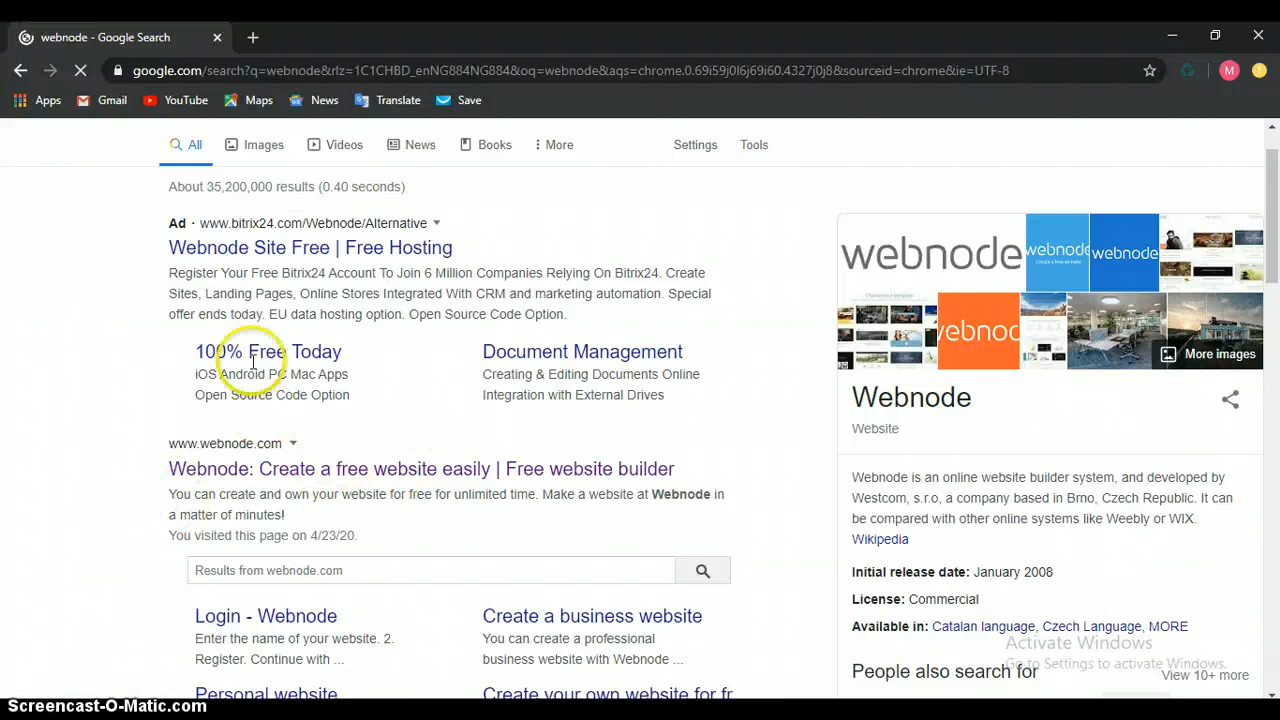 webnode - Google Search
google.com/search?q=webnode&rlz=1C1CHBD_enNG884NG884&oq=webnode&aqs=chrome.0.69i59j0l6j69i60.4327j0j8&sourceid=chrome&ie=UTF-8
M
Apps Gmail YouTube Maps News Translate Save
All Images Videos News Books More Settings Tools
About 35,200,000 results (0.40 seconds)
Ad · www.bitrix24.com/Webnode/Alternative
Webnode Site Free | Free Hosting
Register Your Free Bitrix24 Account To Join 6 Million Companies Relying On Bitrix24. Create
Sites, Landing Pages, Online Stores Integrated With CRM and marketing automation. Special
offer ends today. EU data hosting option. Open Source Code Option.
100% Free Today
iOS Android PC Mac Apps
Open Source Code Option
Document Management
Creating & Editing Documents Online
Integration with External Drives
www.webnode.com
Webnode: Create a free website easily | Free website builder
You can create and own your website for free for unlimited time. Make a website at Webnode in
a matter of minutes!
You visited this page on 4/23/20.
Results from webnode.com
Login - Webnode
Enter the name of your website. 2.
Register. Continue with ...
Create a business website
You can create a professional
business website with Webnode ...
Personal website
Create your own website for fr
webnode
webnode
webnode
webnode
More images
Webnode
Website
Webnode is an online website builder system, and developed by
Westcom, s.r.o, a company based in Brno, Czech Republic. It can
be compared with other online systems like Weebly or WIX.
Wikipedia
Initial release date: January 2008
License: Commercial
Available in: Catalan language, Czech Language, MORE
People also search for
View 10+ more
Activate Windows
Go to Settings to activate Windows.
Screencast-O-Matic.com